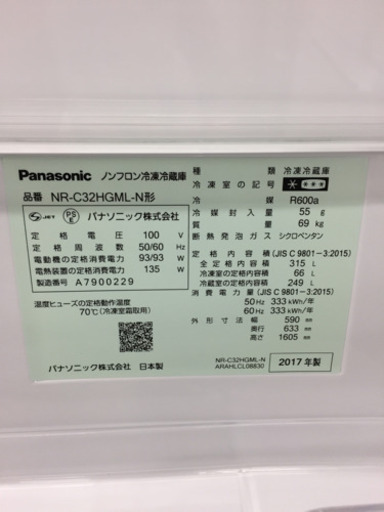 Panasonic ノンフロン冷凍冷蔵庫
品番 NR-C32HGML-N形
JET PS E パナソニック株式会社
定格電圧 100 V
定格周波数 50/60 Hz
電動機の定格消費電力 93/93 W
電熱装置の定格消費電力 135 W
製造番号 A7900229
温度ヒューズの定格動作温度
70℃(冷凍室霜取用)
パナソニック株式会社 日本製
種類 冷凍冷蔵庫
冷凍室の記号 ✱✱✱✱
冷媒 R600a
冷媒封入量 55 g
質量 69 kg
断熱発泡ガス シクロペンタン
定格内容積(JIS C 9801-3:2015)
全定格内容積 315 L
冷凍室の定格内容積 66 L
冷蔵室の定格内容積 249 L
消費電力量(JIS C 9801-3:2015)
50Hz 333 kWh/年
60Hz 333 kWh/年
外形寸法 幅 590 mm
奥行 633 mm
高さ 1605 mm
NR-C32HGML-N
ARAHLCL08830
2017年製